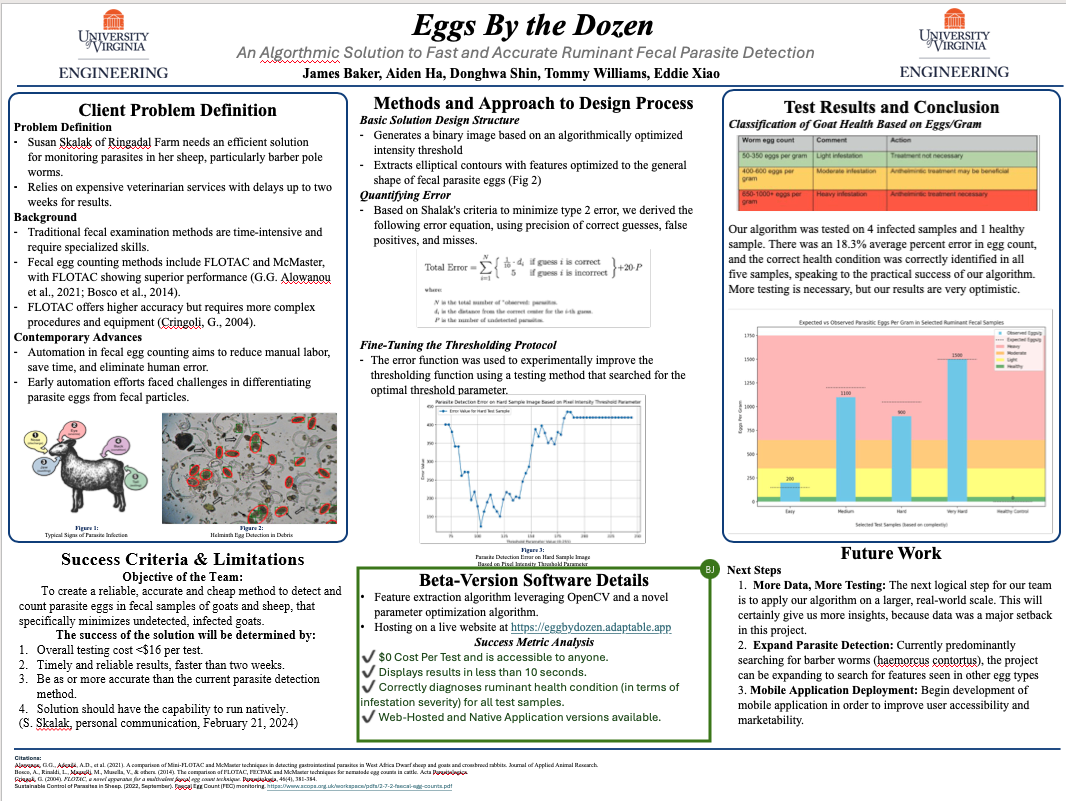 UNIVERSITY
of VIRGINIA
ENGINEERING
Eggs By the Dozen
An Algorthmic Solution to Fast and Accurate Ruminant Fecal Parasite Detection
James Baker, Aiden Ha, Donghwa Shin, Tommy Williams, Eddie Xiao
UNIVERSITY
of VIRGINIA
ENGINEERING
Client Problem Definition
Problem Definition
- Susan Skalak of Ringadal Farm needs an efficient solution
for monitoring parasites in her sheep, particularly barber pole
worms.
- Relies on expensive veterinarian services with delays up to two
weeks for results.
Background
- Traditional fecal examination methods are time-intensive and
require specialized skills.
- Fecal egg counting methods include FLOTAC and McMaster,
with FLOTAC showing superior performance (G.G. Alowanou
et al., 2021; Bosco et al., 2014).
- FLOTAC offers higher accuracy but requires more complex
procedures and equipment (Cringoli, G., 2004).
Contemporary Advances
- Automation in fecal egg counting aims to reduce manual labor,
save time, and eliminate human error.
- Early automation efforts faced challenges in differentiating
parasite eggs from fecal particles.
Figure 1:
Typical Signs of Parasite Infection
Figure 2:
Helminth Egg Detection in Debris
Success Criteria & Limitations
Objective of the Team:
To create a reliable, accurate and cheap method to detect and
count parasite eggs in fecal samples of goats and sheep, that
specifically minimizes undetected, infected goats.
The success of the solution will be determined by:
1. Overall testing cost <$16 per test.
2. Timely and reliable results, faster than two weeks.
3. Be as or more accurate than the current parasite detection
method.
4. Solution should have the capability to run natively.
(S. Skalak, personal communication, February 21, 2024)
Methods and Approach to Design Process
Basic Solution Design Structure
- Generates a binary image based on an algorithmically optimized
intensity threshold
- Extracts elliptical contours with features optimized to the general
shape of fecal parasite eggs (Fig 2)
Quantifying Error
- Based on Shalak's criteria to minimize type 2 error, we derived the
following error equation, using precision of correct guesses, false
positives, and misses.
Total Error = N∑i=1 { 1/10 · di if guess i is correct
5 if guess i is incorrect } +20·P
where:
N is the total number of "observed: parasites.
di is the distance from the correct center for the i-th guess.
P is the number of undetected parasites.
Fine-Tuning the Thresholding Protocol
- The error function was used to experimentally improve the
thresholding function using a testing method that searched for the
optimal threshold parameter.
Parasite Detection Error on Hard Sample Image Based on Pixel Intensity Threshold Parameter
Error Value for Hard Test Sample
Error Value
450
400
350
300
250
200
150
75 100 125 150 175 200 225 250
Figure 3:
Parasite Detection Error on Hard Sample Image
Based on Pixel Intensity Threshold Parameter
BJ
Beta-Version Software Details
• Feature extraction algorithm leveraging OpenCV and a novel
parameter optimization algorithm.
• Hosting on a live website at https://eggbydozen.adaptable.app
Success Metric Analysis
✔ $0 Cost Per Test and is accessible to anyone.
✔ Displays results in less than 10 seconds.
✔ Correctly diagnoses ruminant health condition (in terms of
infestation severity) for all test samples.
✔ Web-Hosted and Native Application versions available.
Test Results and Conclusion
Classification of Goat Health Based on Eggs/Gram
Worm egg count Comment Action
50-350 eggs per gram Light infestation Treatment not necessary
400-600 eggs per gram Moderate infestation Anthelmintic treatment may be beneficial
650-1000+ eggs per gram Heavy infestation Anthelmintic treatment necessary
Our algorithm was tested on 4 infected samples and 1 healthy
sample. There was an 18.3% average percent error in egg count,
and the correct health condition was correctly identified in all
five samples, speaking to the practical success of our algorithm.
More testing is necessary, but our results are very optimistic.
Expected vs Observed Parasitic Eggs Per Gram in Selected Ruminant Fecal Samples
Observed Eggs/g
Expected Eggs/g
Heavy
Moderate
Light
Healthy
Eggs Per Gram
1750
1500
1250
1000
750
500
250
0
200
1100
900
1500
0
Easy Medium Hard Very Hard Healthy Control
Selected Test Samples (based on complexity)
Future Work
Next Steps
1. More Data, More Testing: The next logical step for our team
is to apply our algorithm on a larger, real-world scale. This will
certainly give us more insights, because data was a major setback
in this project.
2. Expand Parasite Detection: Currently predominantly
searching for barber worms (haemorcus contortus), the project
can be expanding to search for features seen in other egg types
3. Mobile Application Deployment: Begin development of
mobile application in order to improve user accessibility and
marketability.
Citations:
Alowanou, G.G., Adenilé, A.D., et al. (2021). A comparison of Mini-FLOTAC and McMaster techniques in detecting gastrointestinal parasites in West Africa Dwarf sheep and goats and crossbreed rabbits. Journal of Applied Animal Research.
Bosco, A., Rinaldi, L., Musella, V., & others. (2014). The comparison of FLOTAC, FECPAK and McMaster techniques for nematode egg counts in cattle. Acta Parasitologica.
Cringoli, G. (2004). FLOTAC, a novel apparatus for a multivalent faecal egg count technique. Parassitologia, 46(4), 381-384.
Sustainable Control of Parasites in Sheep. (2022, September). Faecal Egg Count (FEC) monitoring. https://www.scops.org.uk/workspace/pdfs/2-7-2-faecal-egg-counts.pdf